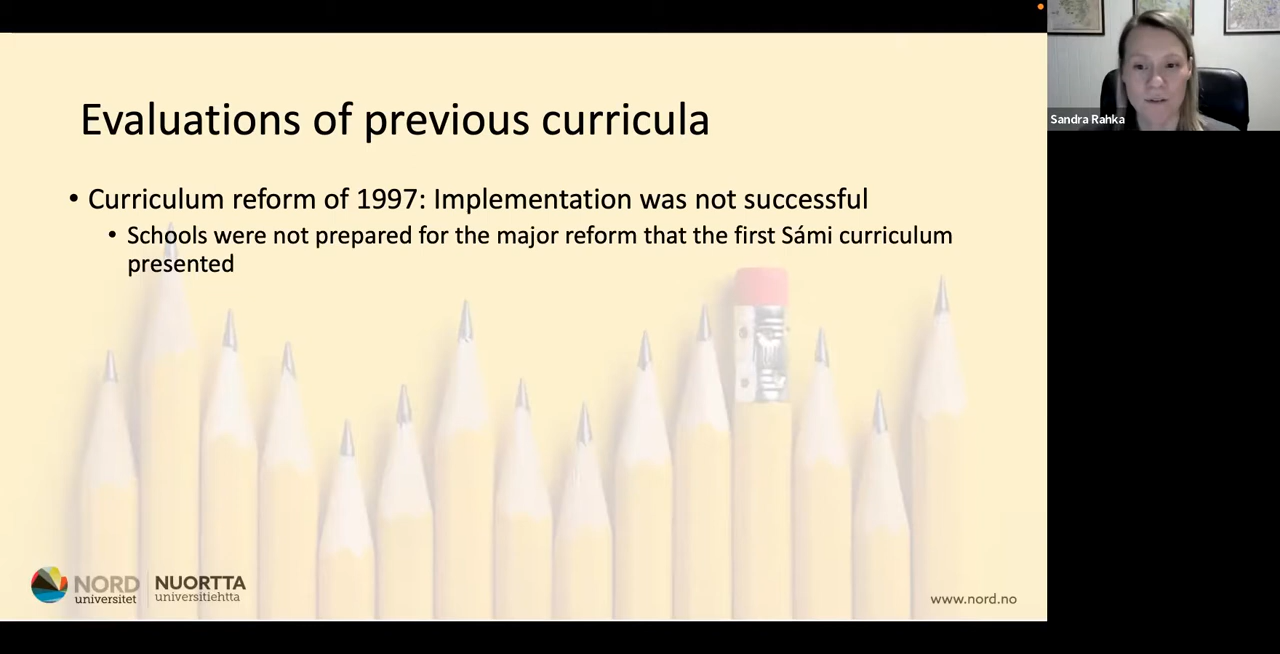 Evaluations of previous curricula
• Curriculum reform of 1997: Implementation was not successful
• Schools were not prepared for the major reform that the first Sámi curriculum
presented
NORD
universitet
NUORTTA
universitiehtta
www.nord.no
Sandra Rahka